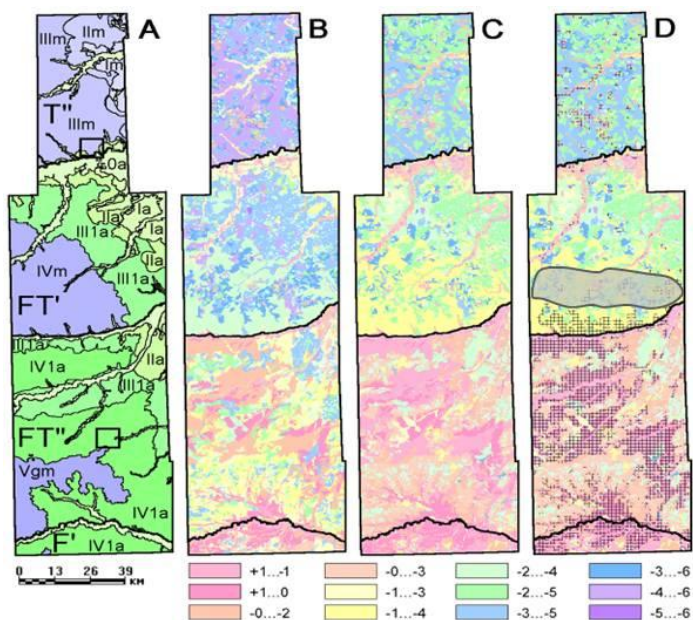 A B C D
IIIm IIm
m
T"
IIIm
0a
Ia
IIa
III1a Ia
IIa
IVm
III1a
FT'
II1a
IIa
IV1a
III1a
FT"
Vgm
IV1a
F'
IV1a
0 13 26 39
KM
+1...-1 -0...-3 -2...-4 -3...-6
+1...0 -1...-3 -2...-5 -4...-6
-0...-2 -1...-4 -3...-5 -5...-6